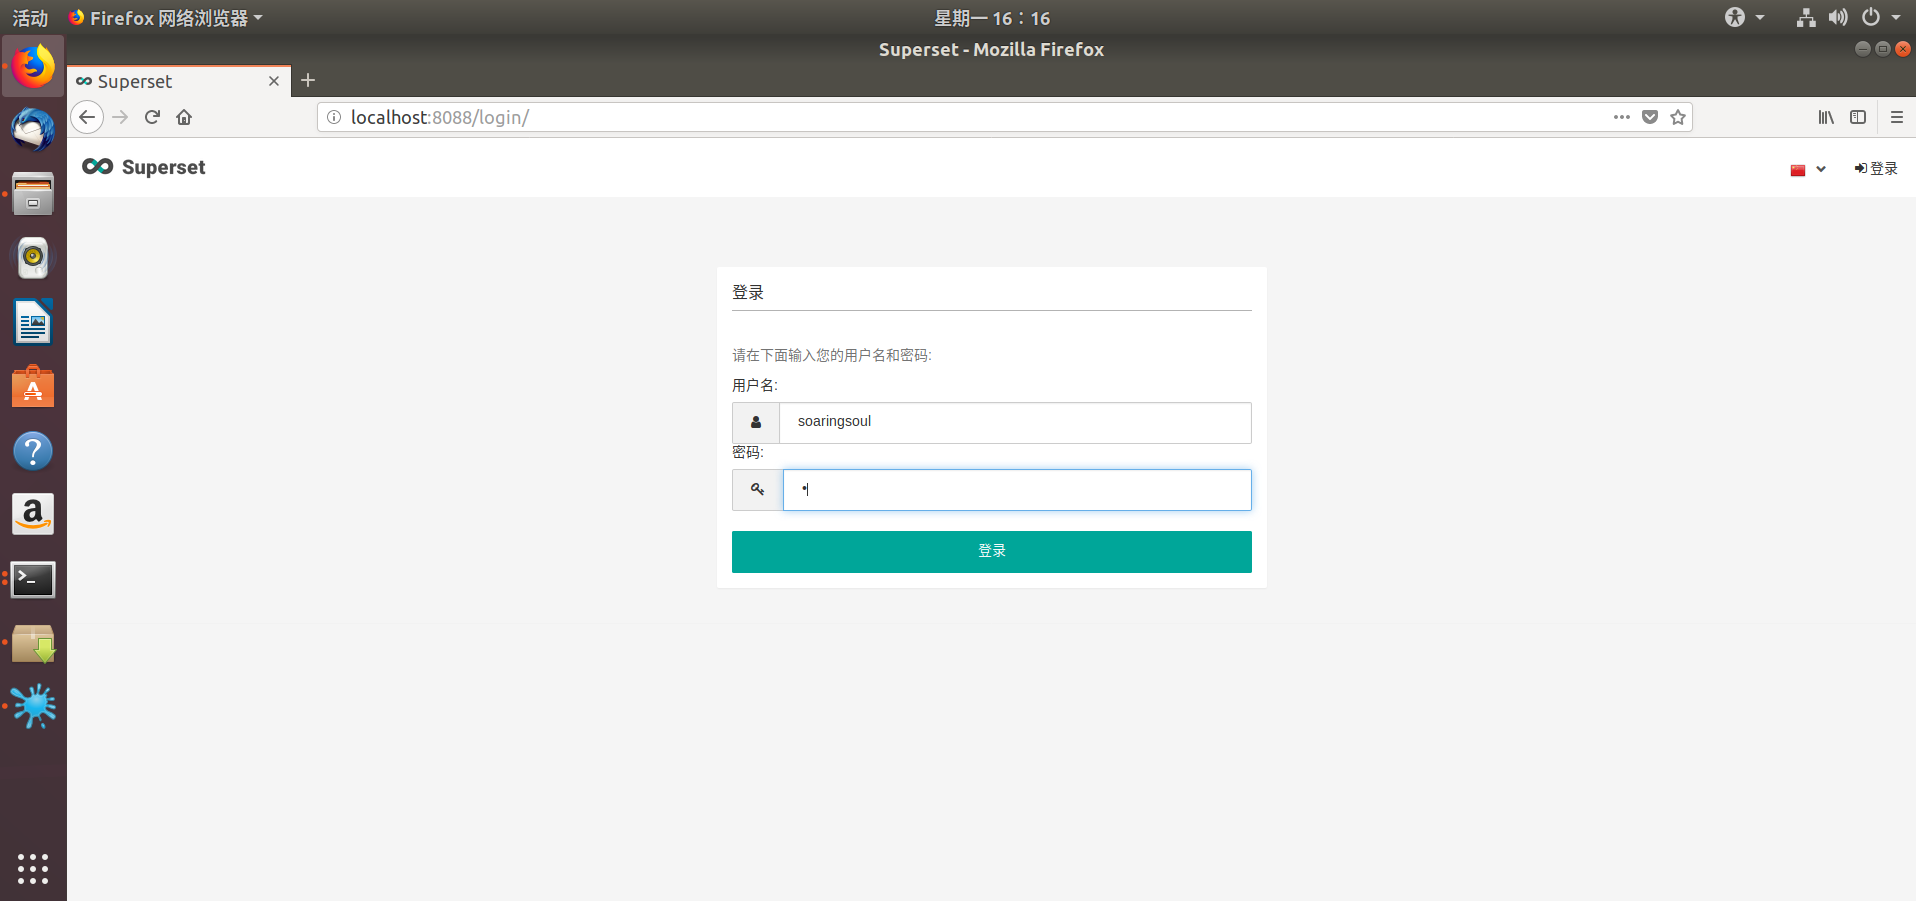 活动 Firefox 网络浏览器 星期一 16：16
Superset - Mozilla Firefox
Superset
localhost:8088/login/
Superset 登录
登录
请在下面输入您的用户名和密码:
用户名:
soaringsoul
密码:
登录